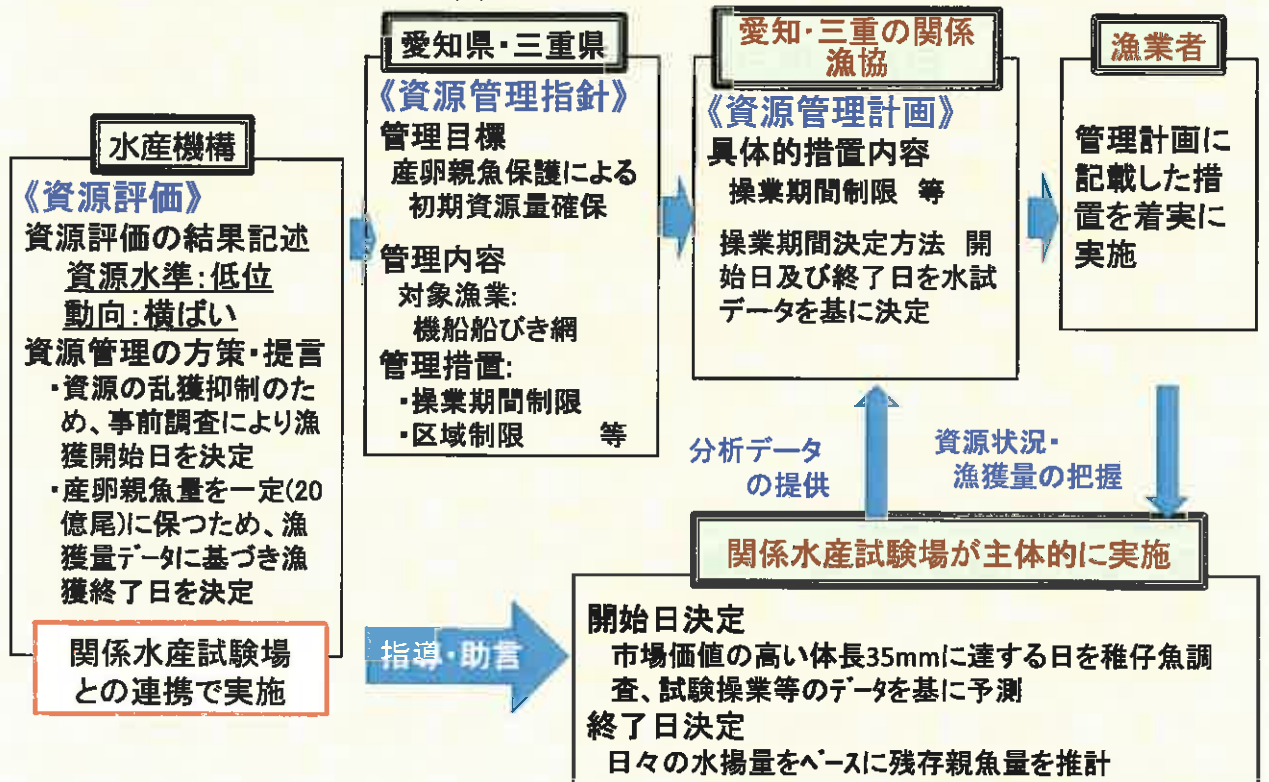 水産機構
《資源評価》
資源評価の結果記述
資源水準:低位
動向:横ばい
資源管理の方策・提言
・資源の乱獲抑制のた
め、事前調査により漁
獲開始日を決定
・産卵親魚量を一定(20
億尾)に保つため、漁
獲量データに基づき漁
獲終了日を決定
関係水産試験場
との連携で実施
愛知県・三重県
《資源管理指針》
管理目標
産卵親魚保護による
初期資源量確保
管理内容
対象漁業:
機船船びき網
管理措置:
・操業期間制限
・区域制限 等
愛知・三重の関係
漁協
《資源管理計画》
具体的措置内容
操業期間制限 等
操業期間決定方法 開
始日及び終了日を水試
データを基に決定
漁業者
管理計画に
記載した措
置を着実に
実施
分析データ
の提供
資源状況・
漁獲量の把握
指導・助言
関係水産試験場が主体的に実施
開始日決定
市場価値の高い体長35mmに達する日を稚仔魚調
査、試験操業等のデータを基に予測
終了日決定
日々の水揚量をベースに残存親魚量を推計